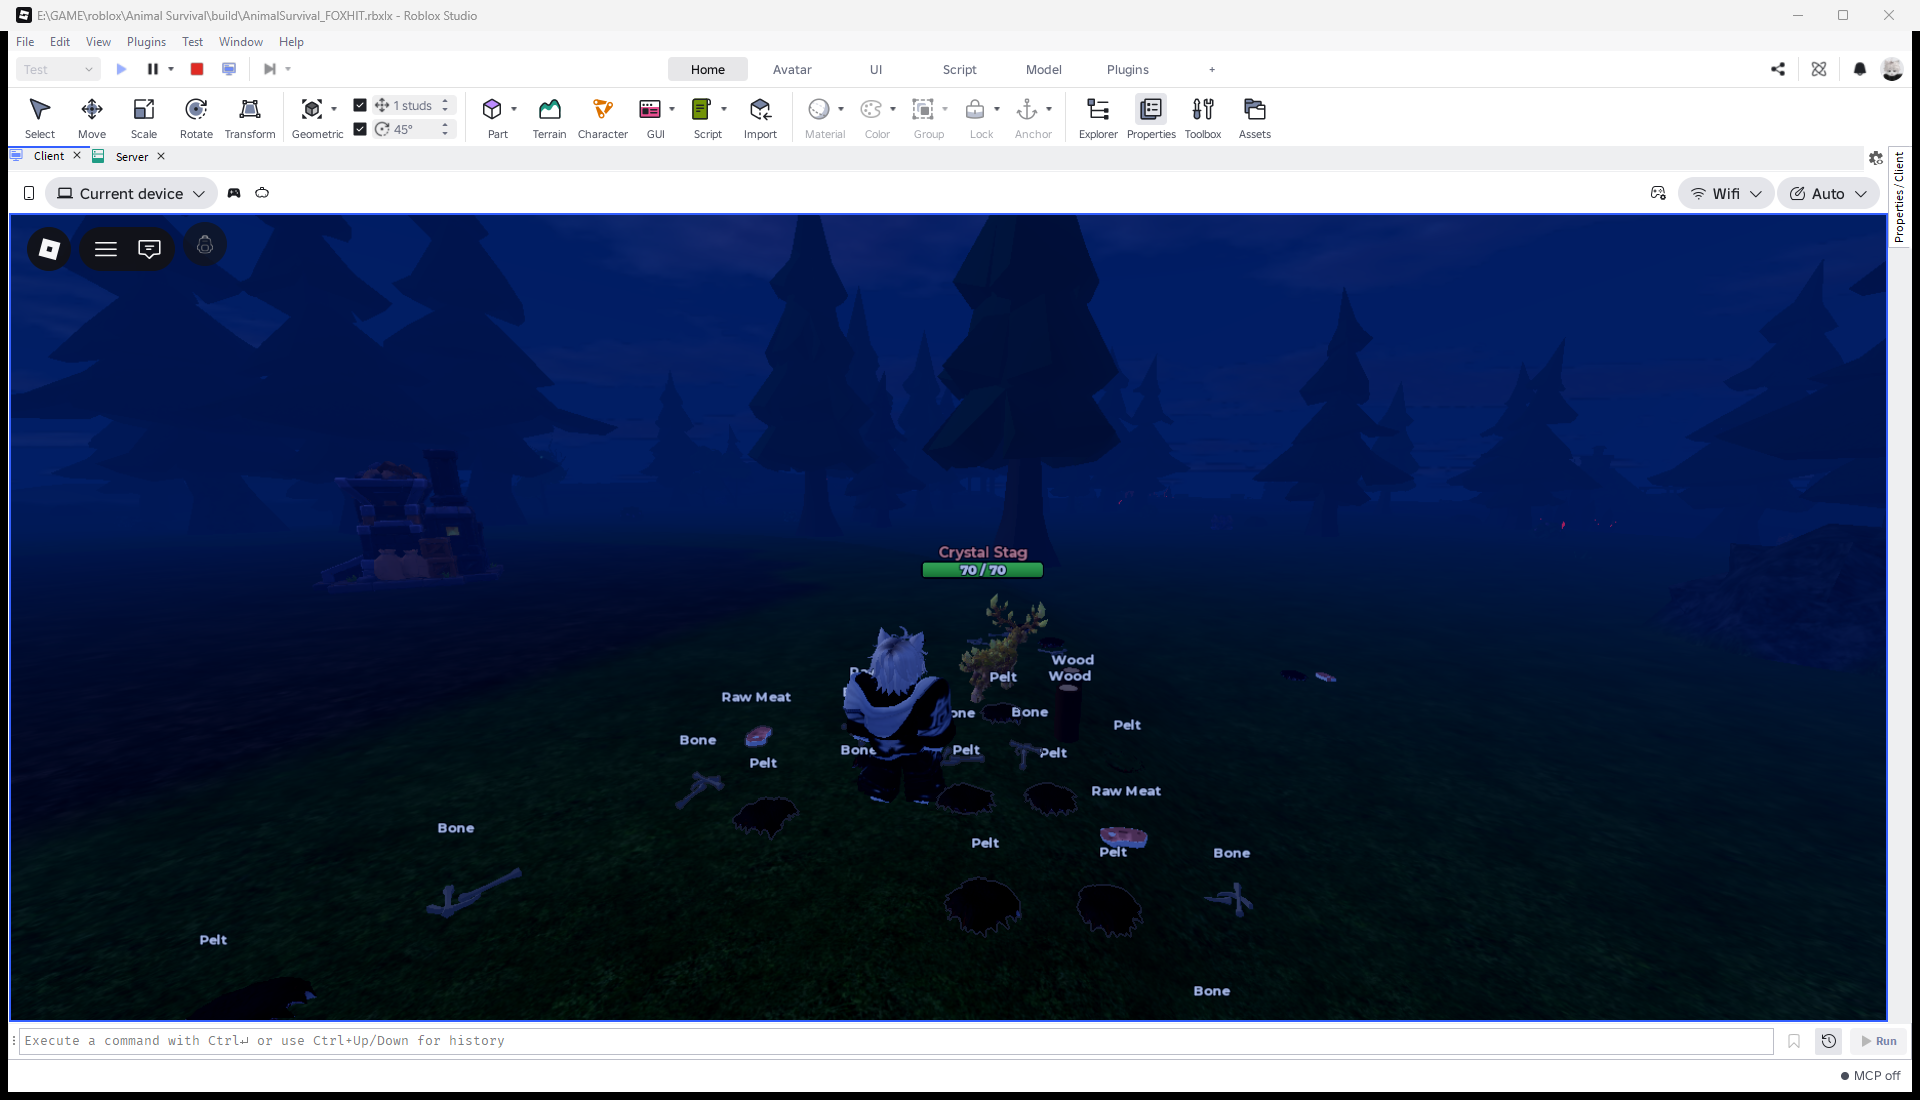 E:\GAME\roblox\Animal Survival\build\AnimalSurvival_FOXHIT.rbxlx - Roblox Studio
File Edit View Plugins Test Window Help
Test
Home Avatar UI Script Model Plugins +
1 studs
45°
Select Move Scale Rotate Transform Geometric Part Terrain Character GUI Script Import Material Color Group Lock Anchor Explorer Properties Toolbox Assets
Client Server
Properties / Client
Current device
Wifi
Auto
Crystal Stag
70 / 70
Wood
Wood
Pelt
Raw Meat
Bone
Pelt
Bone
Bone
Pelt
Pelt
Pelt
Raw Meat
Bone
Pelt
Pelt
Bone
Pelt
Bone
Execute a command with Ctrl↵ or use Ctrl+Up/Down for history
Run
MCP off